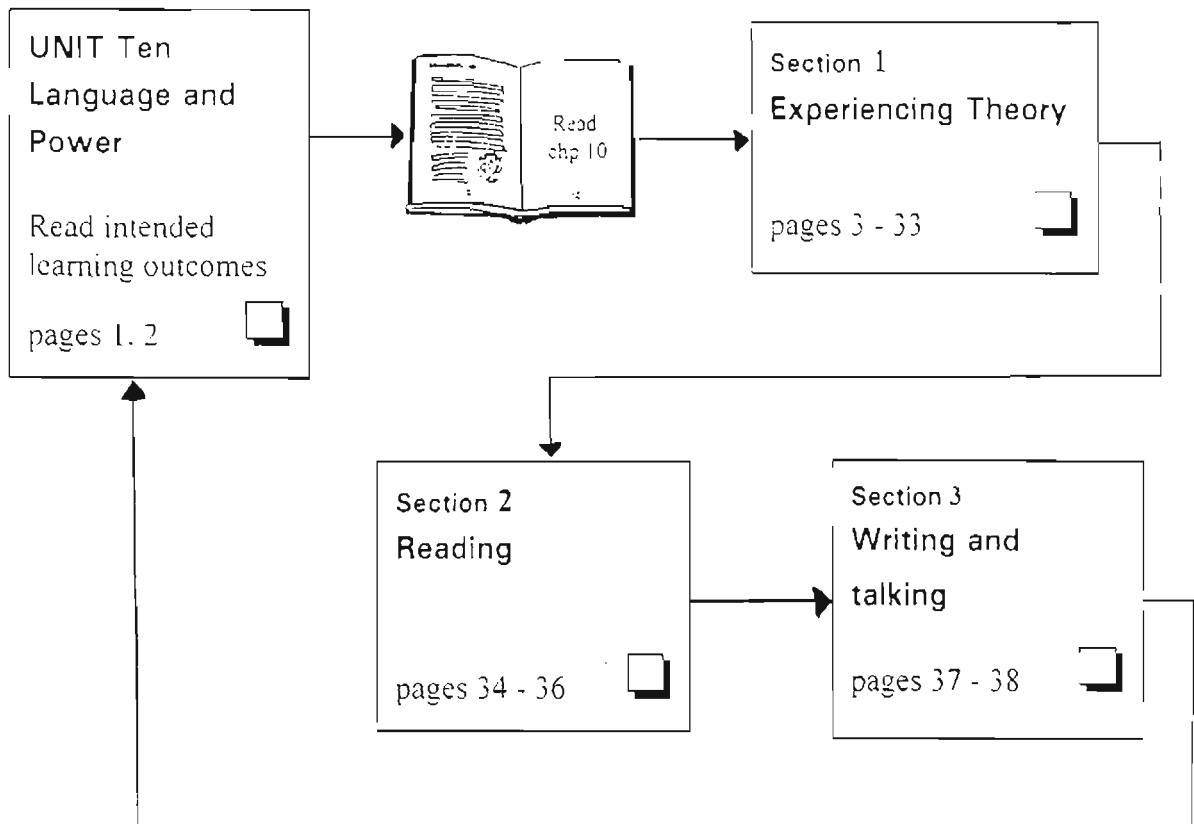 UNIT Ten
Language and
Power
Read intended
learning outcomes
pages 1, 2
Read
chp 10
Section 1
Experiencing Theory
pages 3 - 33
Section 2
Reading
pages 34 - 36
Section 3
Writing and
talking
pages 37 - 38